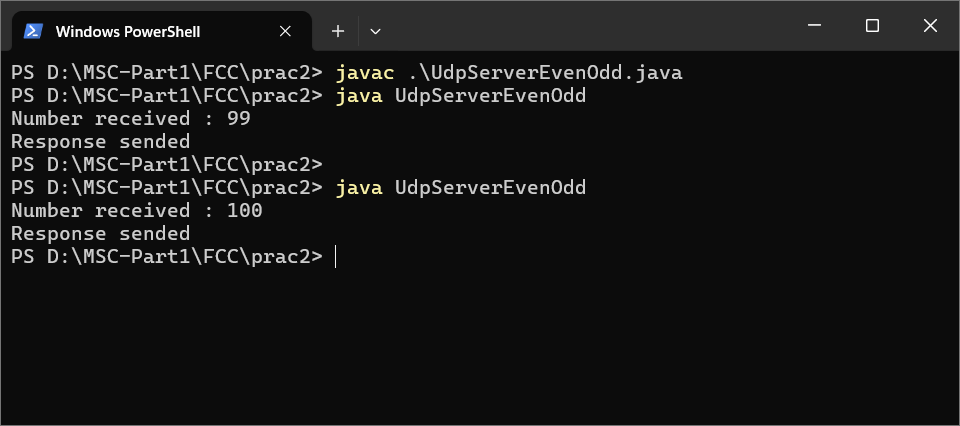 Windows PowerShell
PS D:\MSC-Part1\FCC\prac2> javac .\UdpServerEvenOdd.java
PS D:\MSC-Part1\FCC\prac2> java UdpServerEvenOdd
Number received : 99
Response sended
PS D:\MSC-Part1\FCC\prac2>
PS D:\MSC-Part1\FCC\prac2> java UdpServerEvenOdd
Number received : 100
Response sended
PS D:\MSC-Part1\FCC\prac2>